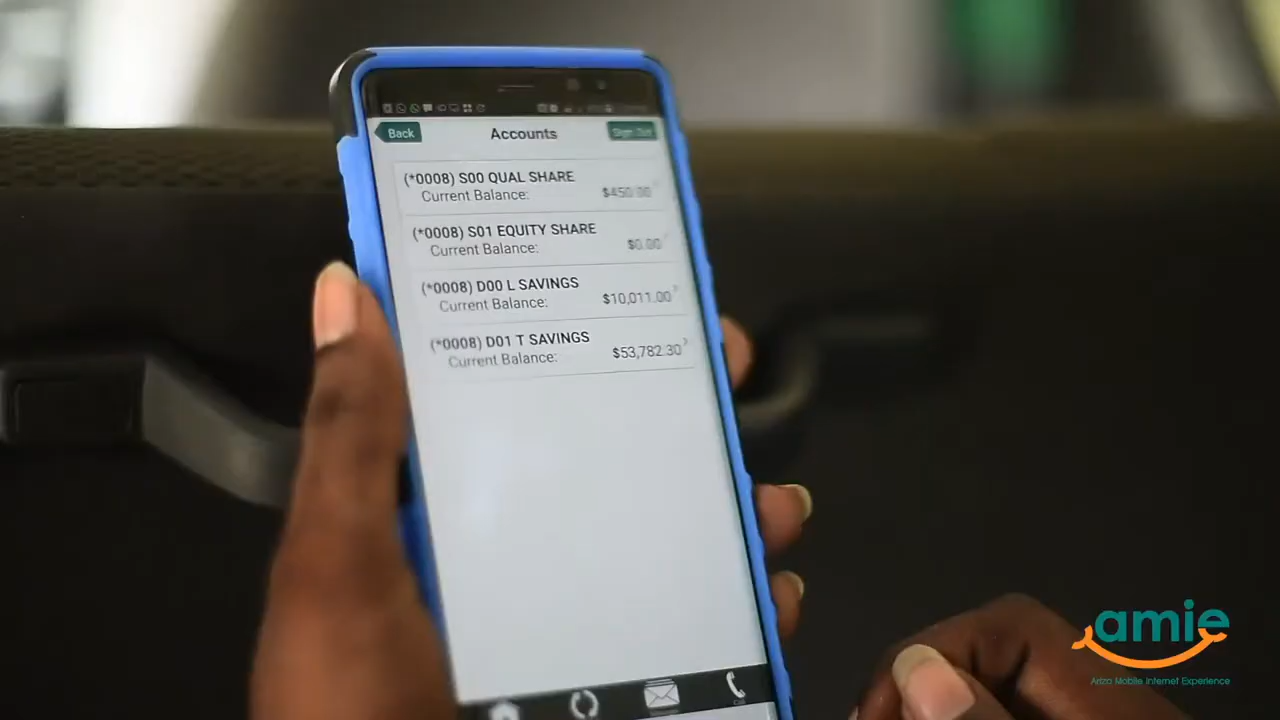 Back
Accounts
Sign Out
(*0008) S00 QUAL SHARE
Current Balance:
$450.00
(*0008) S01 EQUITY SHARE
Current Balance:
$0.00
(*0008) D00 L SAVINGS
Current Balance:
$10,011.00
(*0008) D01 T SAVINGS
Current Balance:
$53,782.30
Call
amie
Ariza Mobile Internet Experience